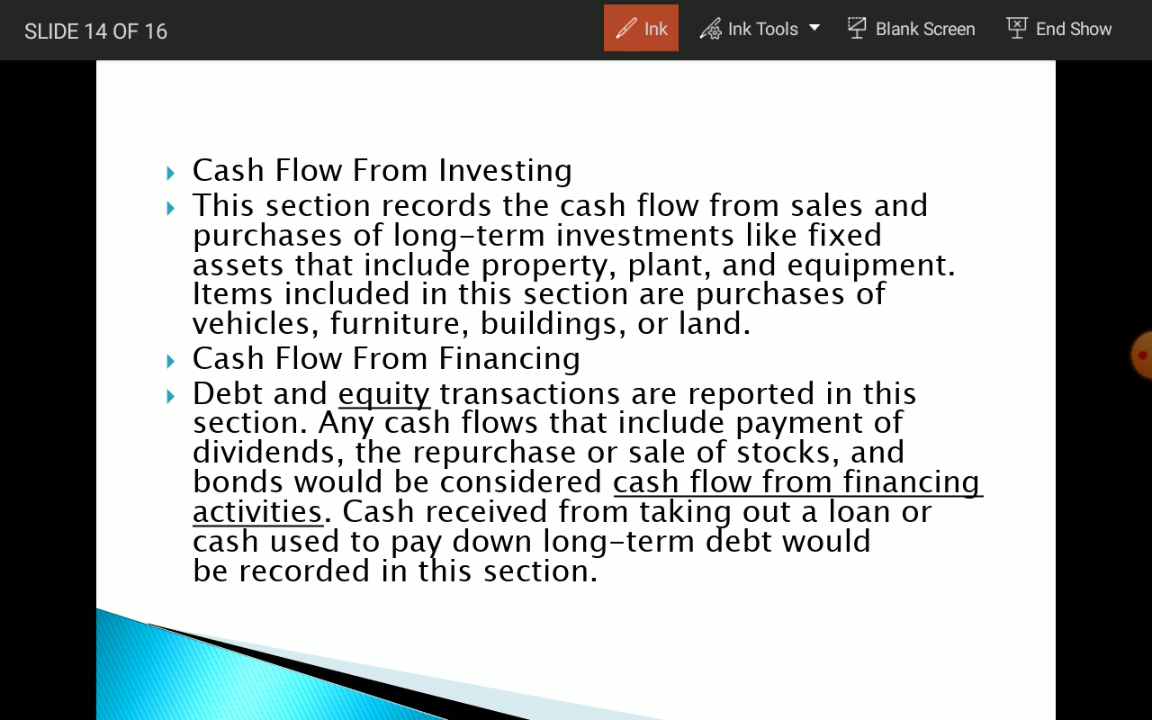 SLIDE 14 OF 16
Ink
Ink Tools
Blank Screen
End Show
Cash Flow From Investing
This section records the cash flow from sales and
purchases of long-term investments like fixed
assets that include property, plant, and equipment.
Items included in this section are purchases of
vehicles, furniture, buildings, or land.
Cash Flow From Financing
Debt and equity transactions are reported in this
section. Any cash flows that include payment of
dividends, the repurchase or sale of stocks, and
bonds would be considered cash flow from financing
activities. Cash received from taking out a loan or
cash used to pay down long-term debt would
be recorded in this section.